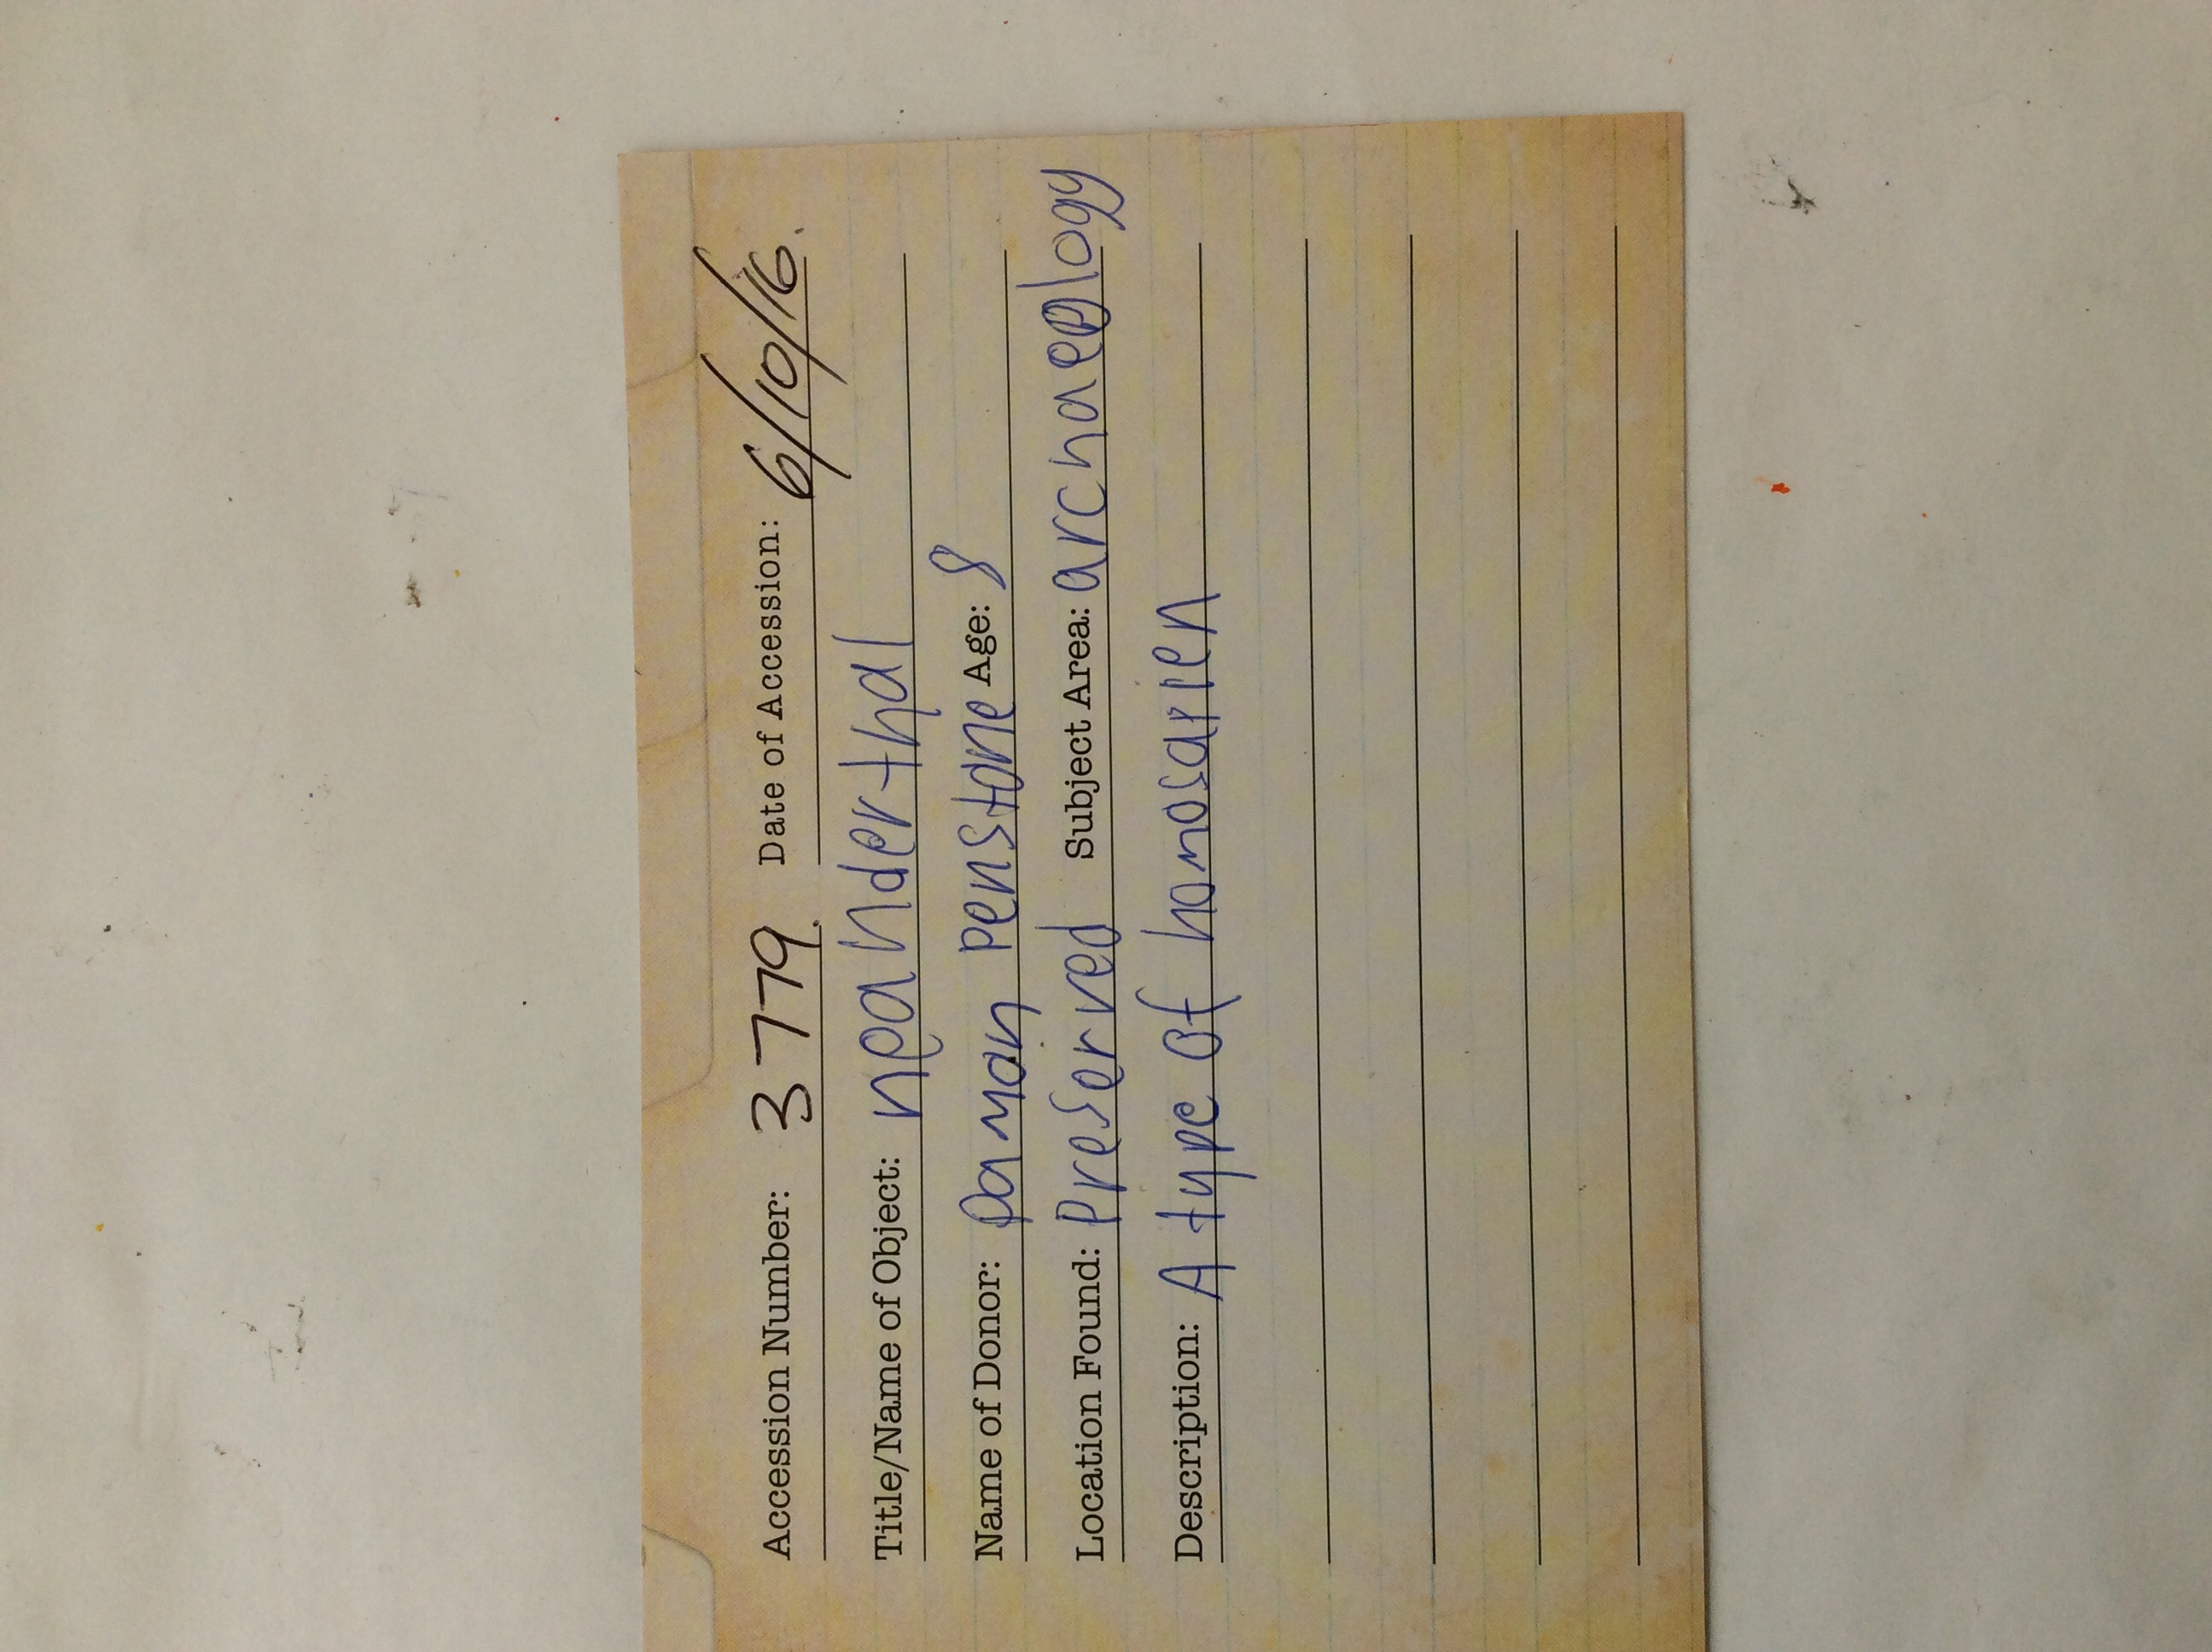 Accession Number: 3779. Date of Accession: 6/10/16.
Title/Name of Object: neanderthal
Name of Donor: Daman penstone Age: 8
Location Found: Preserved Subject Area: archaeology
Description: A type of homosapien